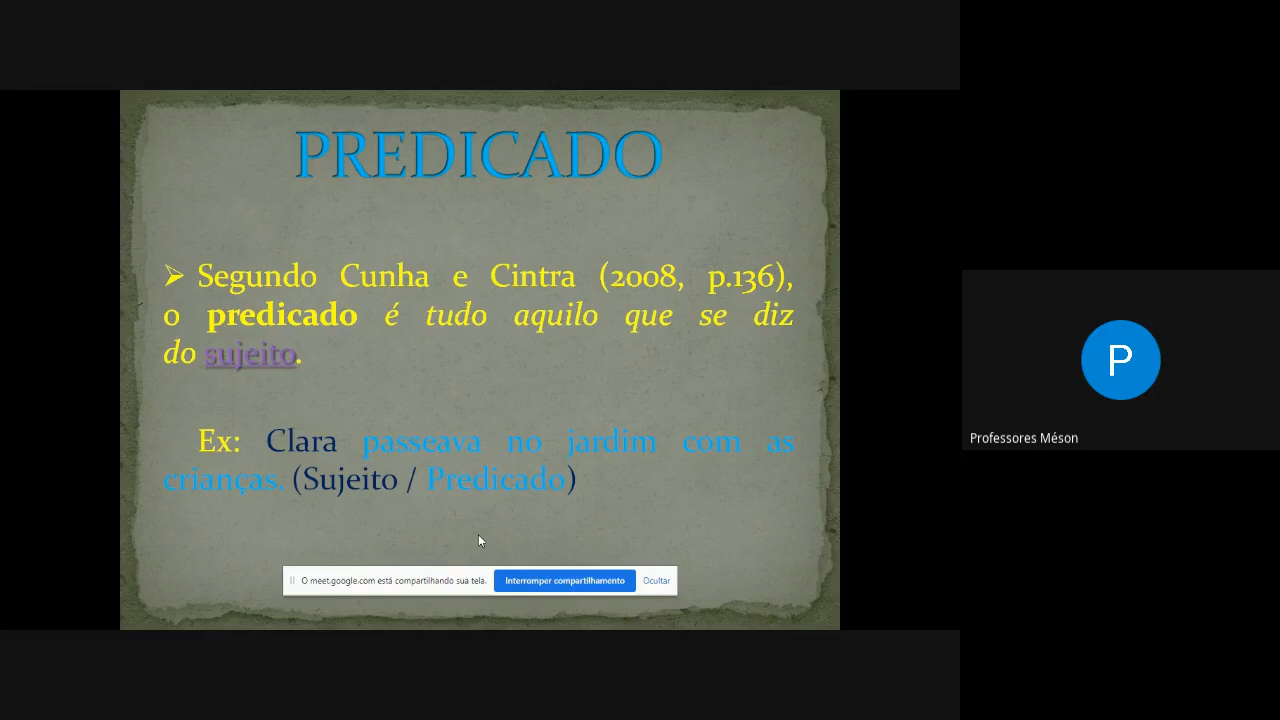 PREDICADO
➢ Segundo Cunha e Cintra (2008, p.136),
o predicado é tudo aquilo que se diz
do sujeito.
Ex: Clara passeava no jardim com as
crianças. (Sujeito / Predicado)
O meet.google.com está compartilhando sua tela. Interromper compartilhamento Ocultar
P
Professores Méson